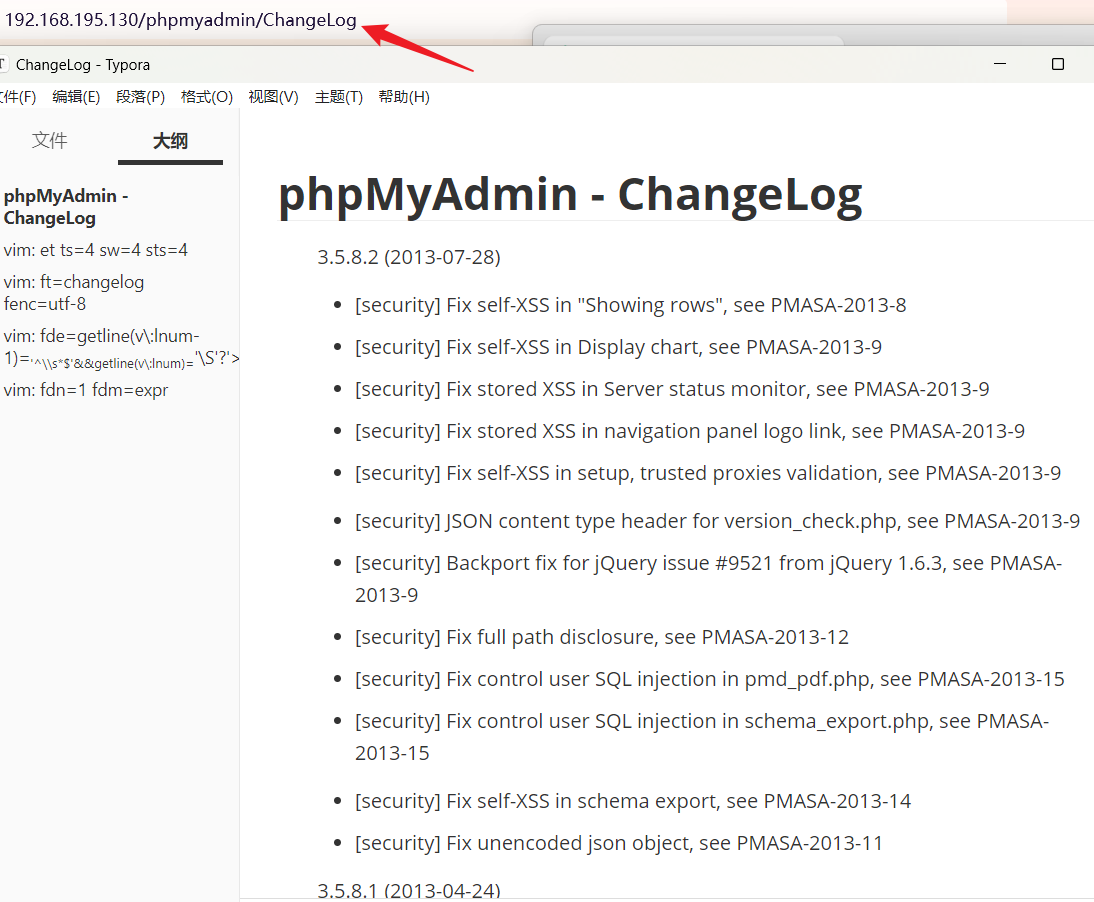 192.168.195.130/phpmyadmin/ChangeLog
ChangeLog - Typora
文件(F) 编辑(E) 段落(P) 格式(O) 视图(V) 主题(T) 帮助(H)
文件 大纲
phpMyAdmin -
ChangeLog
vim: et ts=4 sw=4 sts=4
vim: ft=changelog
fenc=utf-8
vim: fde=getline(v\:lnum-
1)='^\\s*$'&&getline(v\:lnum)='\S'?'>
vim: fdn=1 fdm=expr
phpMyAdmin - ChangeLog
3.5.8.2 (2013-07-28)
[security] Fix self-XSS in "Showing rows", see PMASA-2013-8
[security] Fix self-XSS in Display chart, see PMASA-2013-9
[security] Fix stored XSS in Server status monitor, see PMASA-2013-9
[security] Fix stored XSS in navigation panel logo link, see PMASA-2013-9
[security] Fix self-XSS in setup, trusted proxies validation, see PMASA-2013-9
[security] JSON content type header for version_check.php, see PMASA-2013-9
[security] Backport fix for jQuery issue #9521 from jQuery 1.6.3, see PMASA-
2013-9
[security] Fix full path disclosure, see PMASA-2013-12
[security] Fix control user SQL injection in pmd_pdf.php, see PMASA-2013-15
[security] Fix control user SQL injection in schema_export.php, see PMASA-
2013-15
[security] Fix self-XSS in schema export, see PMASA-2013-14
[security] Fix unencoded json object, see PMASA-2013-11
3.5.8.1 (2013-04-24)